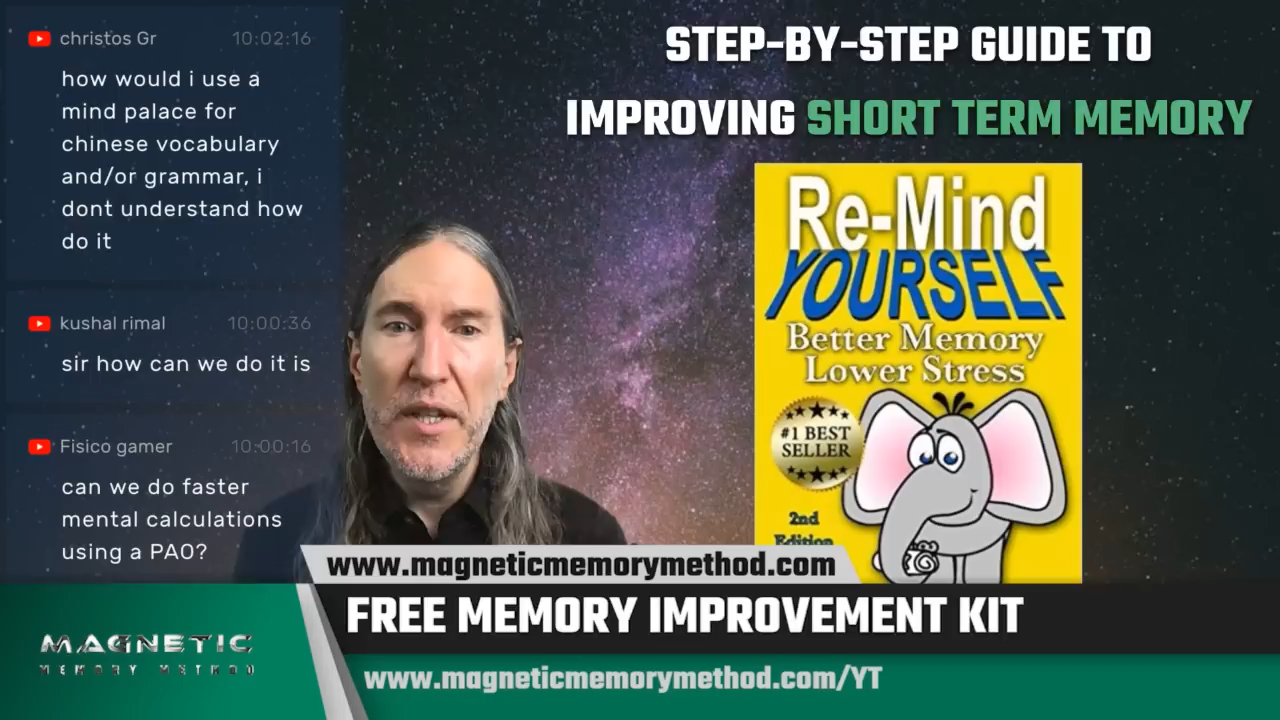 christos Gr 10:02:16
how would i use a
mind palace for
chinese vocabulary
and/or grammar, i
dont understand how
do it
kushal rimal 10:00:36
sir how can we do it is
Fisico gamer 10:00:16
can we do faster
mental calculations
using a PAO?
STEP-BY-STEP GUIDE TO
IMPROVING SHORT TERM MEMORY
Re-Mind
YOURSELF
Better Memory
Lower Stress
#1 BEST
SELLER
2nd
Edition
www.magneticmemorymethod.com
FREE MEMORY IMPROVEMENT KIT
www.magneticmemorymethod.com/YT
MAGNETIC
MEMORY METHOD